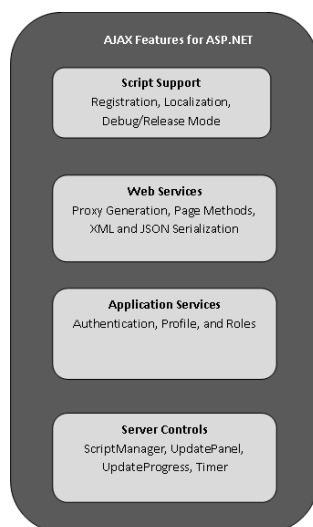 AJAX Features for ASP.NET
Script Support
Registration, Localization,
Debug/Release Mode
Web Services
Proxy Generation, Page Methods,
XML and JSON Serialization
Application Services
Authentication, Profile, and Roles
Server Controls
ScriptManager, UpdatePanel,
UpdateProgress, Timer